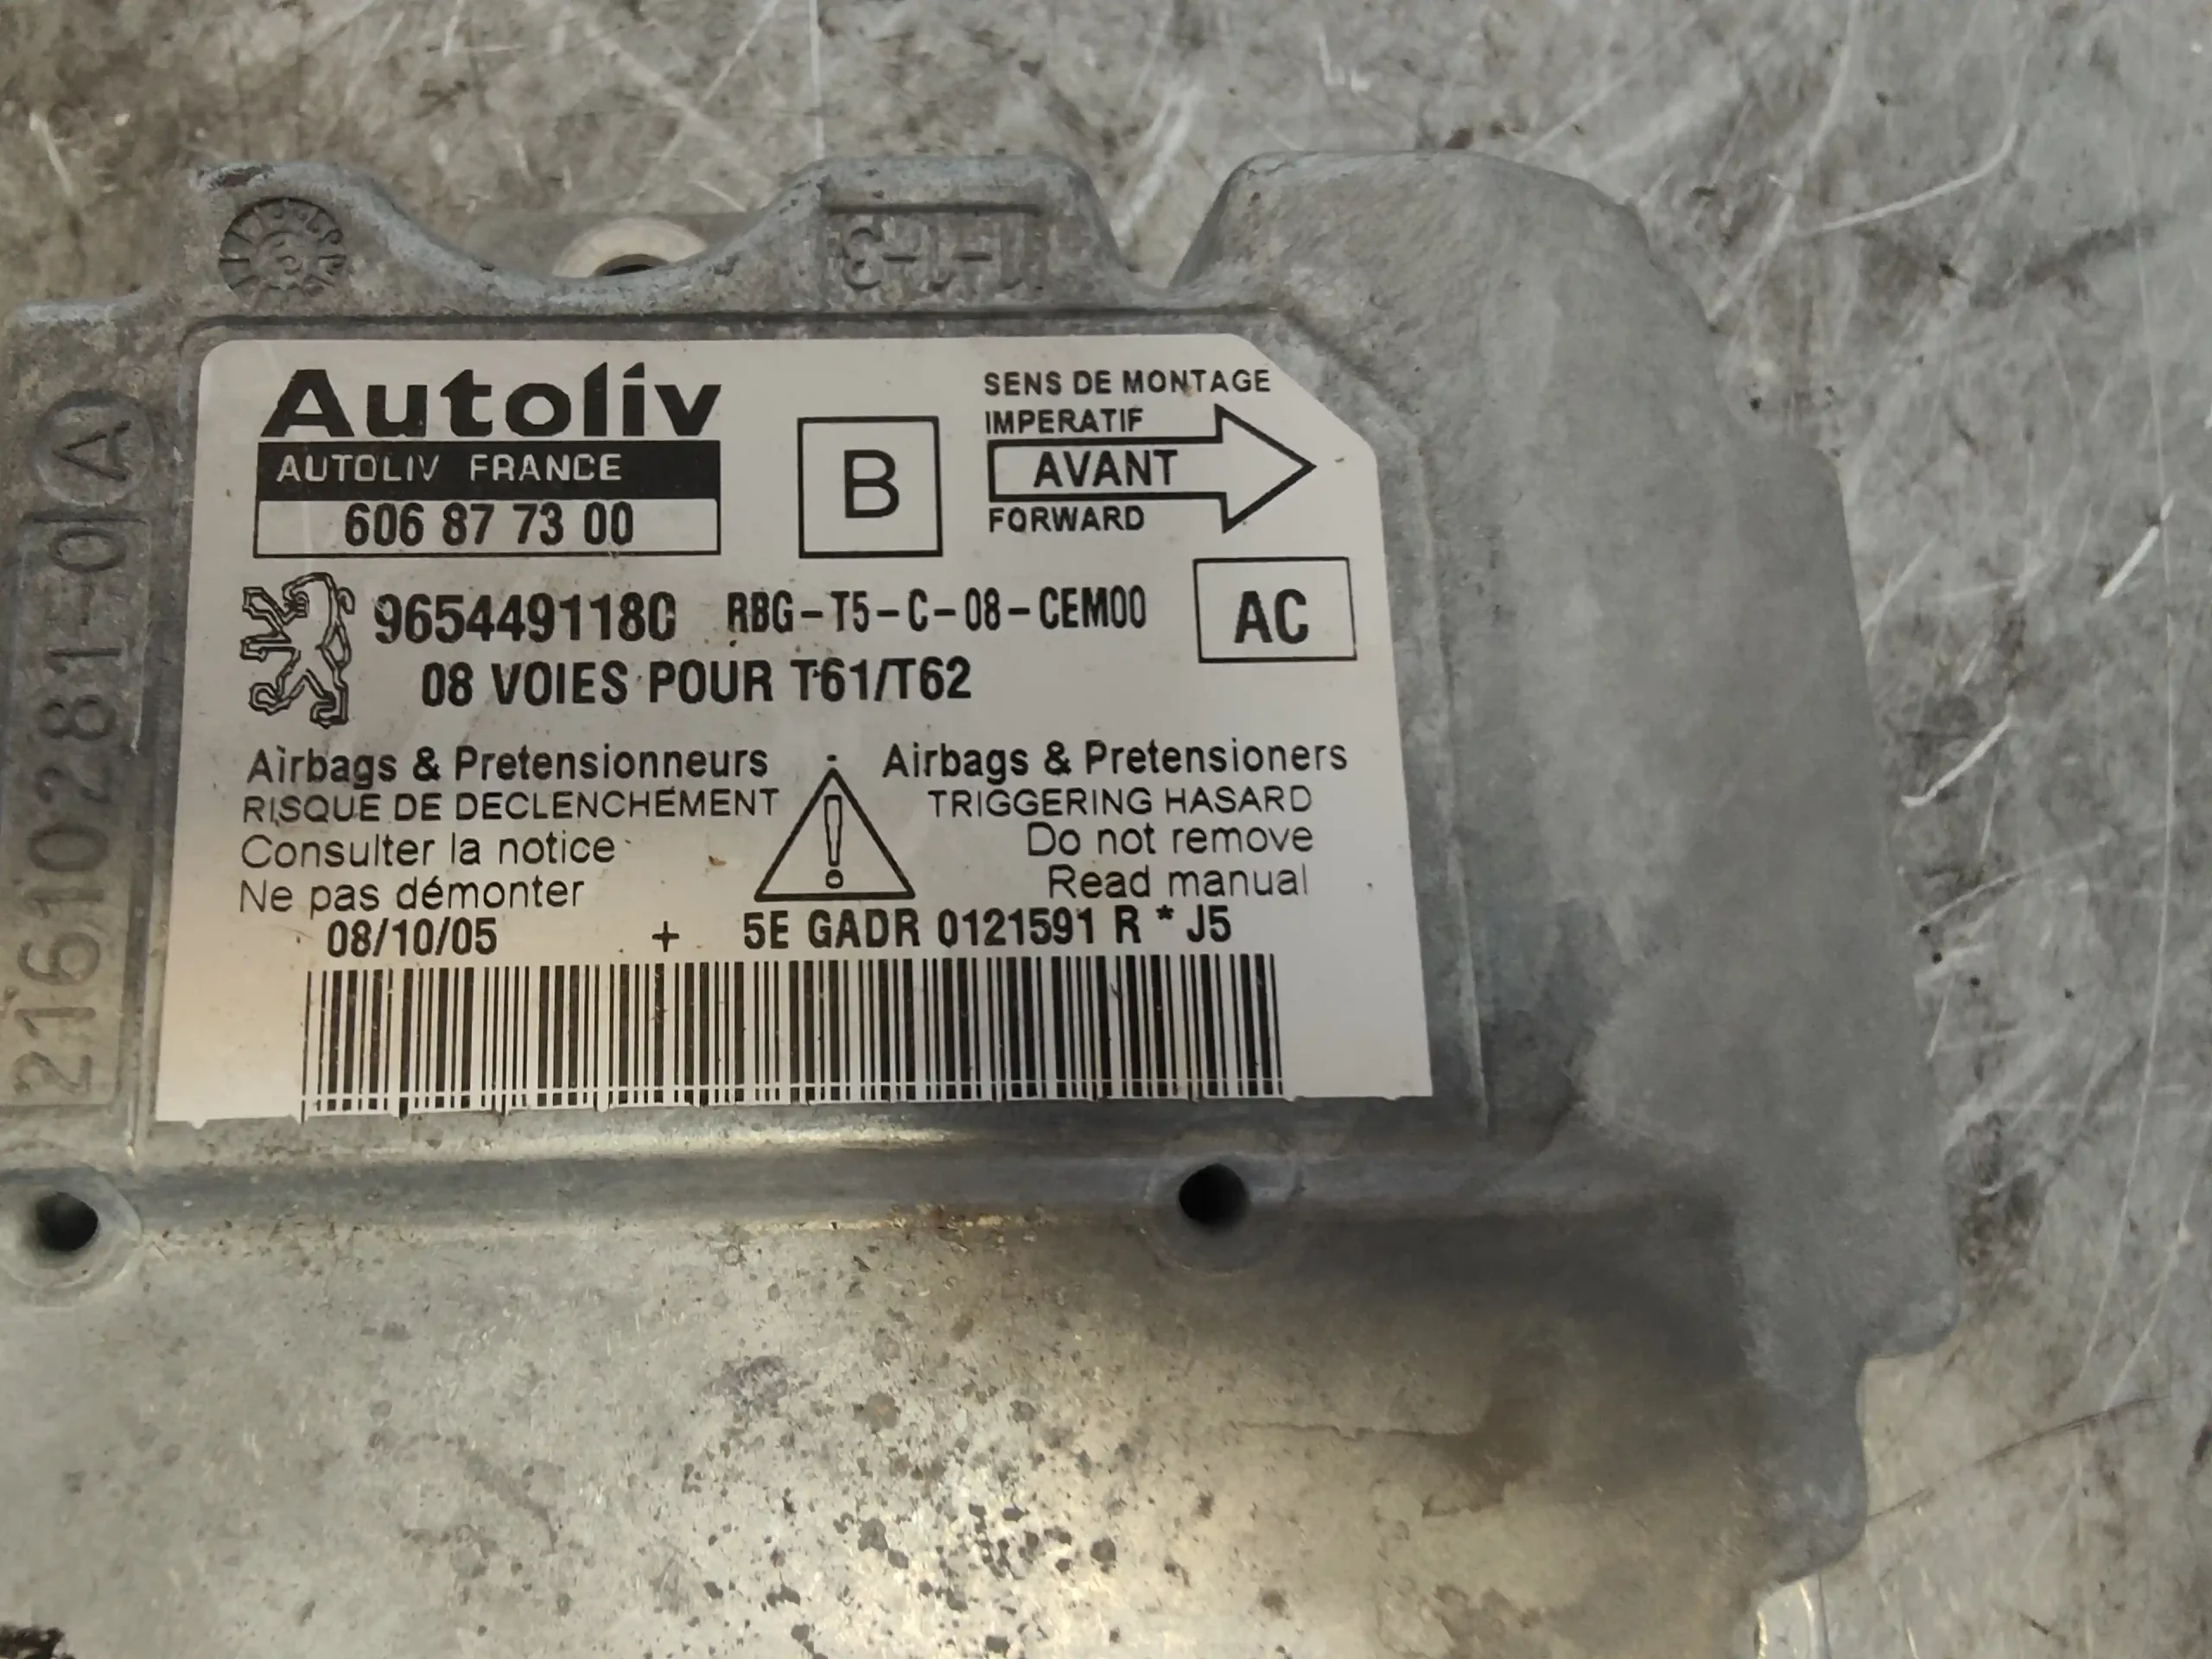 Autoliv
AUTOLIV FRANCE
606 87 73 00
B
SENS DE MONTAGE
IMPERATIF
AVANT
FORWARD
9654491180 RBG-T5-C-08-CEM00
AC
08 VOIES POUR T61/T62
Airbags & Pretensionneurs
RISQUE DE DECLENCHEMENT
Consulter la notice
Ne pas démonter
Airbags & Pretensioners
TRIGGERING HASARD
Do not remove
Read manual
08/10/05 + 5E GADR 0121591 R * J5
21610281-0 A